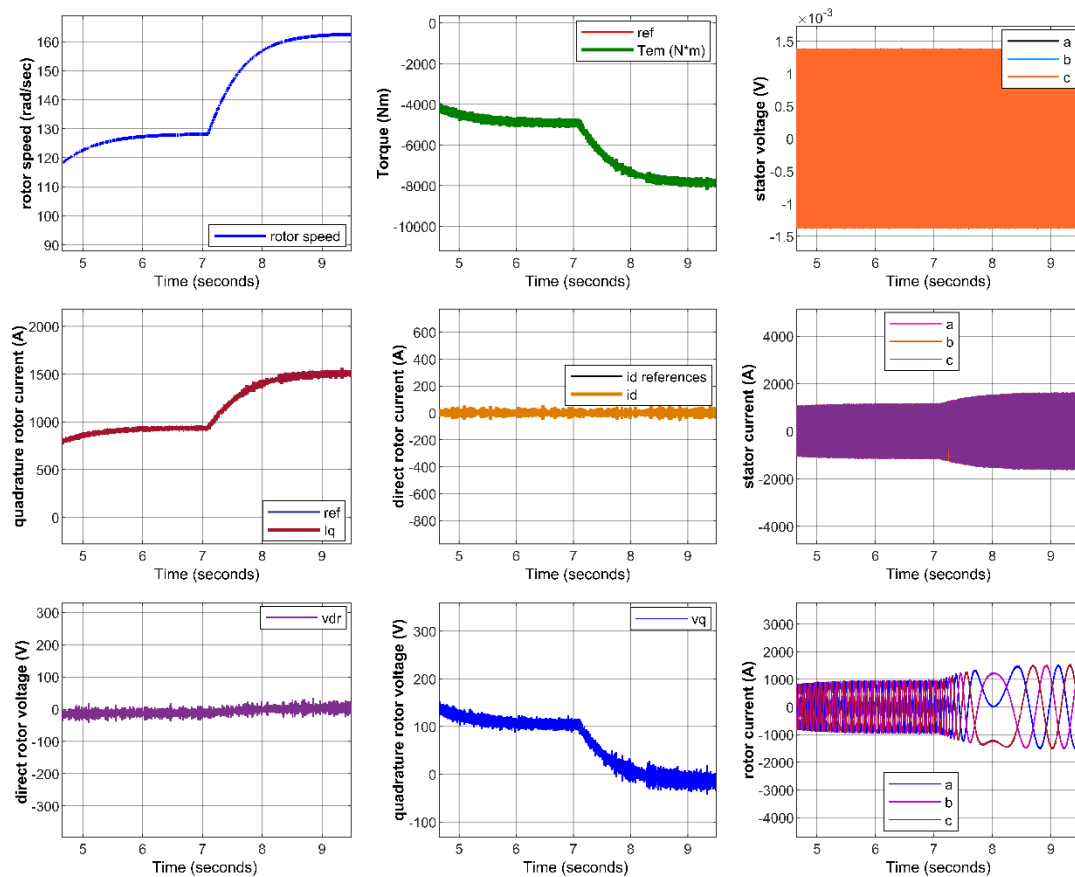 rotor speed (rad/sec)
160
150
140
130
120
110
100
90
rotor speed
5 6 7 8 9
Time (seconds)
Torque (Nm)
0
-2000
-4000
-6000
-8000
-10000
ref
Tem (N*m)
5 6 7 8 9
Time (seconds)
stator voltage (V)
×10-3
1.5
1
0.5
0
-0.5
-1
-1.5
a
b
c
5 6 7 8 9
Time (seconds)
quadrature rotor current (A)
2000
1500
1000
500
0
ref
Iq
5 6 7 8 9
Time (seconds)
direct rotor current (A)
600
400
200
0
-200
-400
-600
-800
id references
id
5 6 7 8 9
Time (seconds)
stator current (A)
4000
2000
0
-2000
-4000
a
b
c
5 6 7 8 9
Time (seconds)
direct rotor voltage (V)
300
200
100
0
-100
-200
-300
vdr
5 6 7 8 9
Time (seconds)
quadrature rotor voltage (V)
300
200
100
0
-100
vq
5 6 7 8 9
Time (seconds)
rotor current (A)
3000
2000
1000
0
-1000
-2000
-3000
-4000
a
b
c
5 6 7 8 9
Time (seconds)